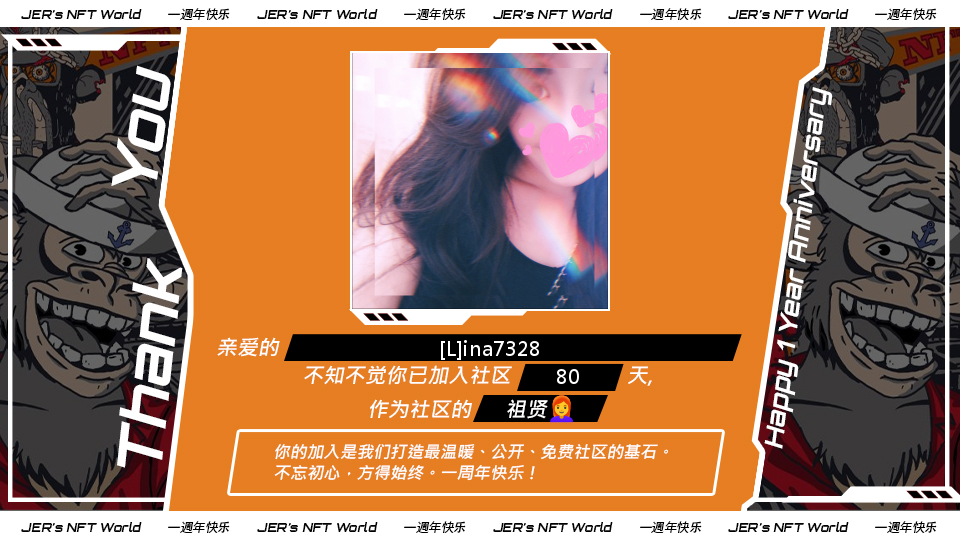 JER's NFT World 一週年快乐 JER's NFT World 一週年快乐 JER's NFT World 一週年快乐 JER's NFT World 一週年快乐
Thank You
亲爱的 [L]ina7328
不知不觉你已加入社区 80 天,
作为社区的 祖贤👩‍🦰
你的加入是我们打造最温暖、公开、免费社区的基石。
不忘初心，方得始终。一周年快乐！
Happy 1 Year Anniversary
JER's NFT World 一週年快乐 JER's NFT World 一週年快乐 JER's NFT World 一週年快乐 JER's NFT World 一週年快乐